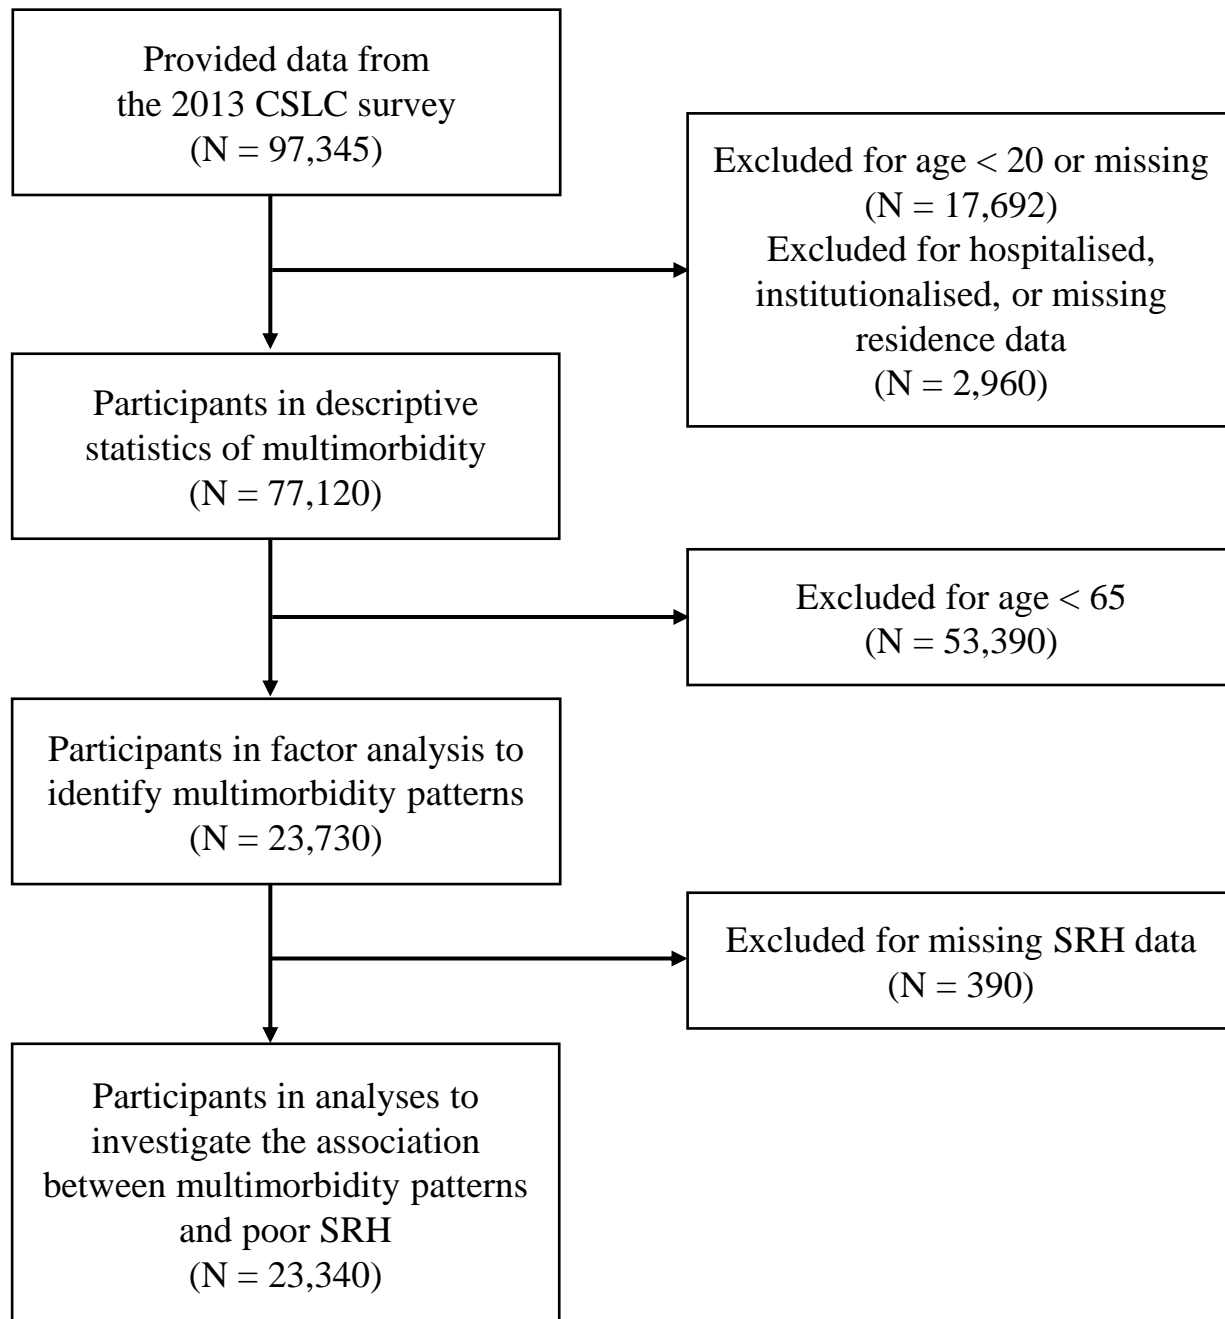 Provided data from
the 2013 CSLC survey
(N = 97,345)
Excluded for age < 20 or missing
(N = 17,692)
Excluded for hospitalised,
institutionalised, or missing
residence data
(N = 2,960)
Participants in descriptive
statistics of multimorbidity
(N = 77,120)
Excluded for age < 65
(N = 53,390)
Participants in factor analysis to
identify multimorbidity patterns
(N = 23,730)
Excluded for missing SRH data
(N = 390)
Participants in analyses to
investigate the association
between multimorbidity patterns
and poor SRH
(N = 23,340)